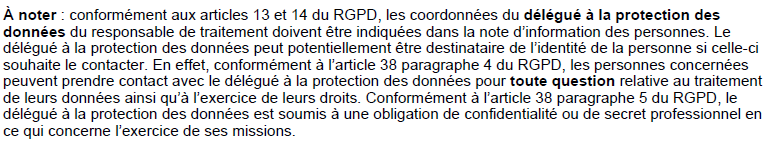 À noter : conformément aux articles 13 et 14 du RGPD, les coordonnées du délégué à la protection des
données du responsable de traitement doivent être indiquées dans la note d’information des personnes. Le
délégué à la protection des données peut potentiellement être destinataire de l’identité de la personne si celle-ci
souhaite le contacter. En effet, conformément à l’article 38 paragraphe 4 du RGPD, les personnes concernées
peuvent prendre contact avec le délégué à la protection des données pour toute question relative au traitement
de leurs données ainsi qu’à l’exercice de leurs droits. Conformément à l’article 38 paragraphe 5 du RGPD, le
délégué à la protection des données est soumis à une obligation de confidentialité ou de secret professionnel en
ce qui concerne l’exercice de ses missions.